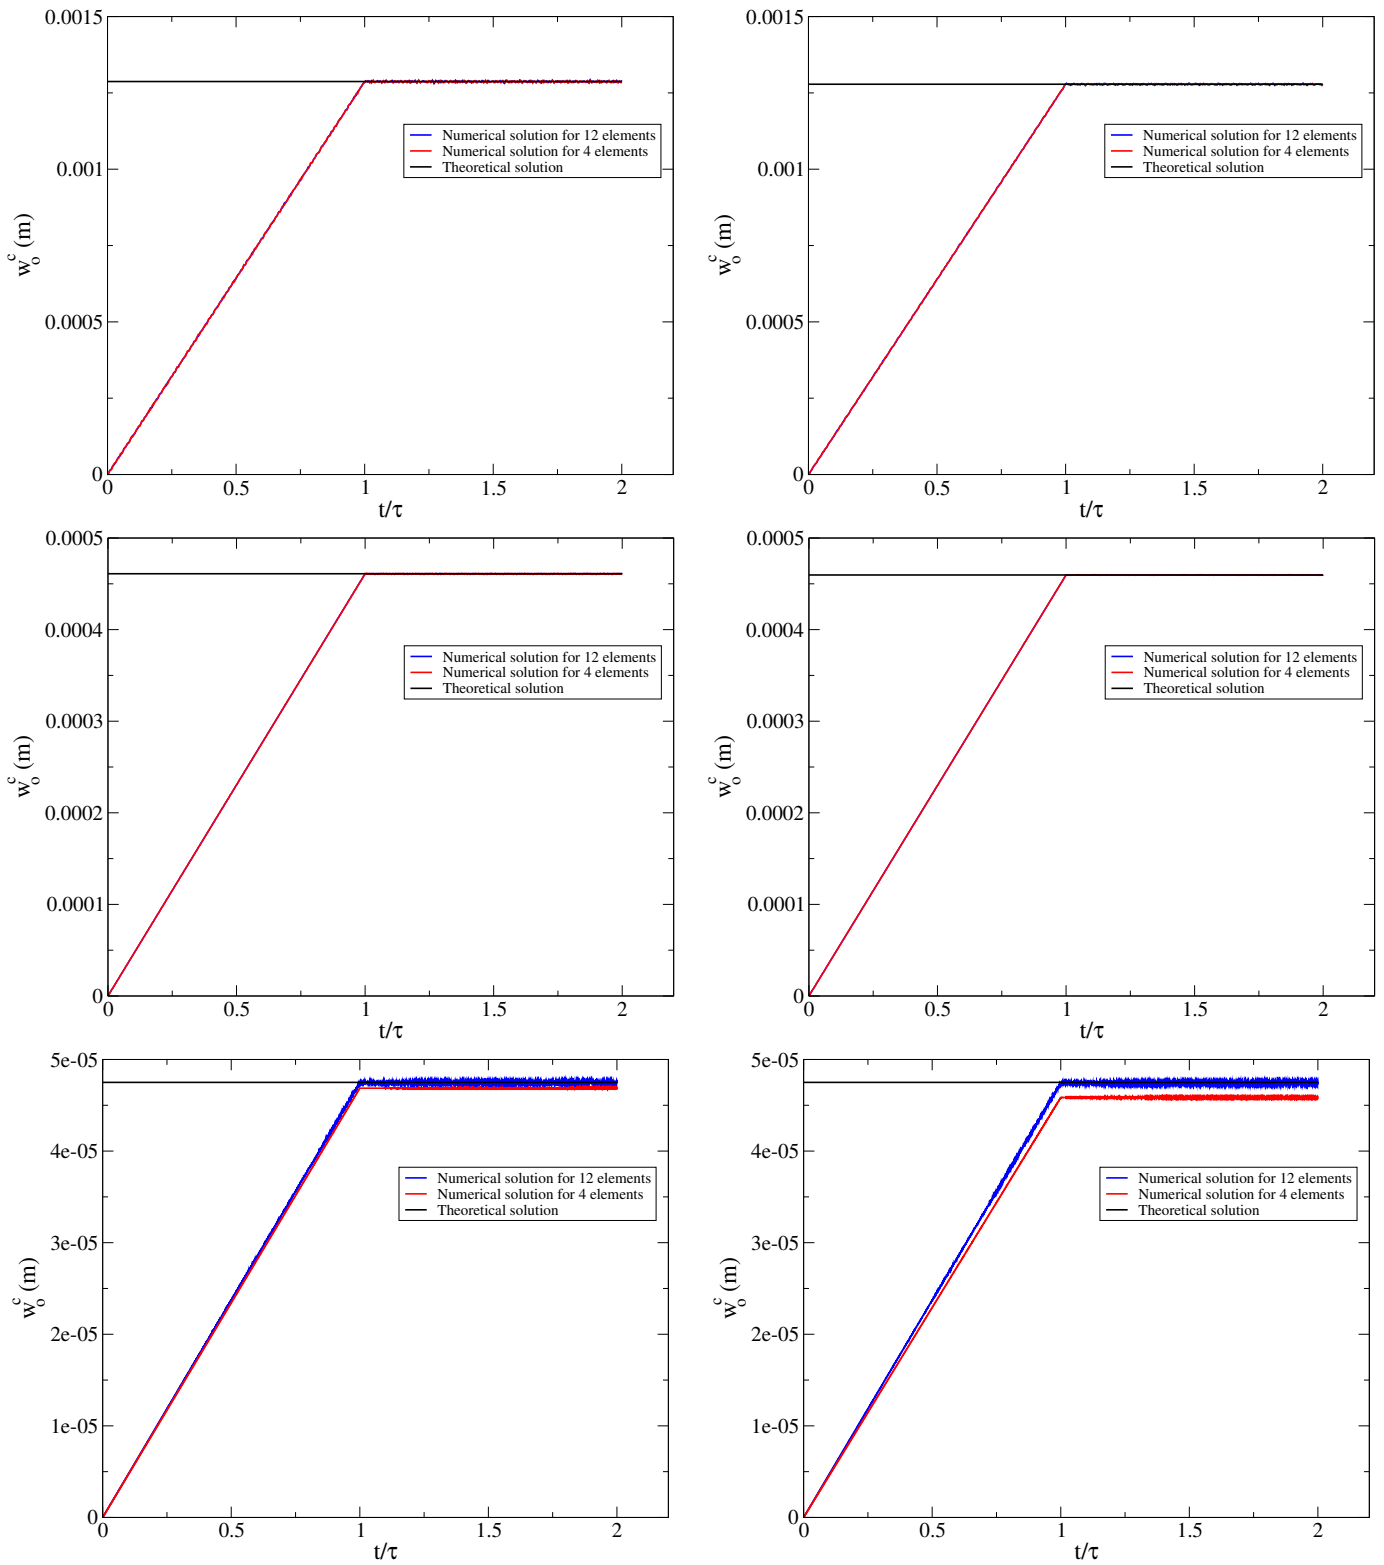 0.0015
0.001
0.0005
0
w_o^c (m)
0 0.5 1 1.5 2
t/τ
Numerical solution for 12 elements
Numerical solution for 4 elements
Theoretical solution
0.0015
0.001
0.0005
0
w_o^c (m)
0 0.5 1 1.5 2
t/τ
Numerical solution for 12 elements
Numerical solution for 4 elements
Theoretical solution
0.0005
0.0004
0.0003
0.0002
0.0001
0
w_o^c (m)
0 0.5 1 1.5 2
t/τ
Numerical solution for 12 elements
Numerical solution for 4 elements
Theoretical solution
0.0005
0.0004
0.0003
0.0002
0.0001
0
w_o^c (m)
0 0.5 1 1.5 2
t/τ
Numerical solution for 12 elements
Numerical solution for 4 elements
Theoretical solution
5e-05
4e-05
3e-05
2e-05
1e-05
0
w_o^c (m)
0 0.5 1 1.5 2
t/τ
Numerical solution for 12 elements
Numerical solution for 4 elements
Theoretical solution
5e-05
4e-05
3e-05
2e-05
1e-05
0
w_o^c (m)
0 0.5 1 1.5 2
t/τ
Numerical solution for 12 elements
Numerical solution for 4 elements
Theoretical solution